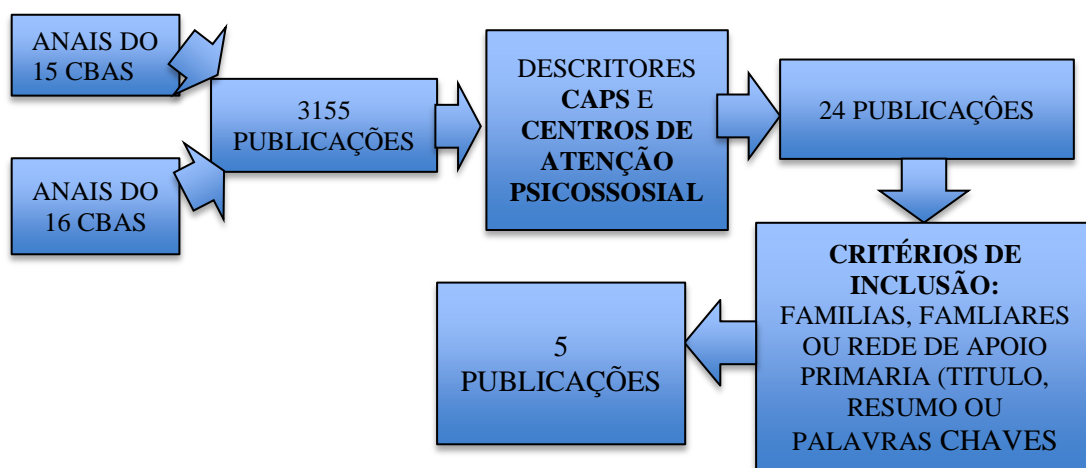 ANAIS DO
15 CBAS
ANAIS DO
16 CBAS
3155
PUBLICAÇÕES
DESCRITORES
CAPS E
CENTROS DE
ATENÇÃO
PSICOSSOSIAL
24 PUBLICAÇÔES
CRITÉRIOS DE
INCLUSÃO:
FAMILIAS, FAMLIARES
OU REDE DE APOIO
PRIMARIA (TITULO,
RESUMO OU
PALAVRAS CHAVES
5
PUBLICAÇÕES